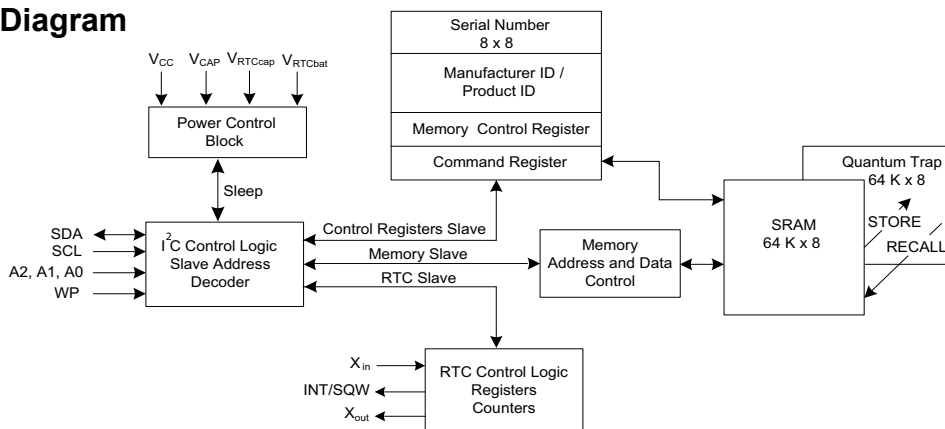 Diagram
Serial Number
8 x 8
Manufacturer ID /
Product ID
Memory Control Register
Command Register
VCC VCAP VRTCcap VRTCbat
Power Control
Block
Sleep
SDA
SCL
A2, A1, A0
WP
I2C Control Logic
Slave Address
Decoder
Control Registers Slave
Memory Slave
RTC Slave
Memory
Address and Data
Control
Quantum Trap
64 K x 8
SRAM
64 K x 8
STORE
RECALL
Xin
INT/SQW
Xout
RTC Control Logic
Registers
Counters